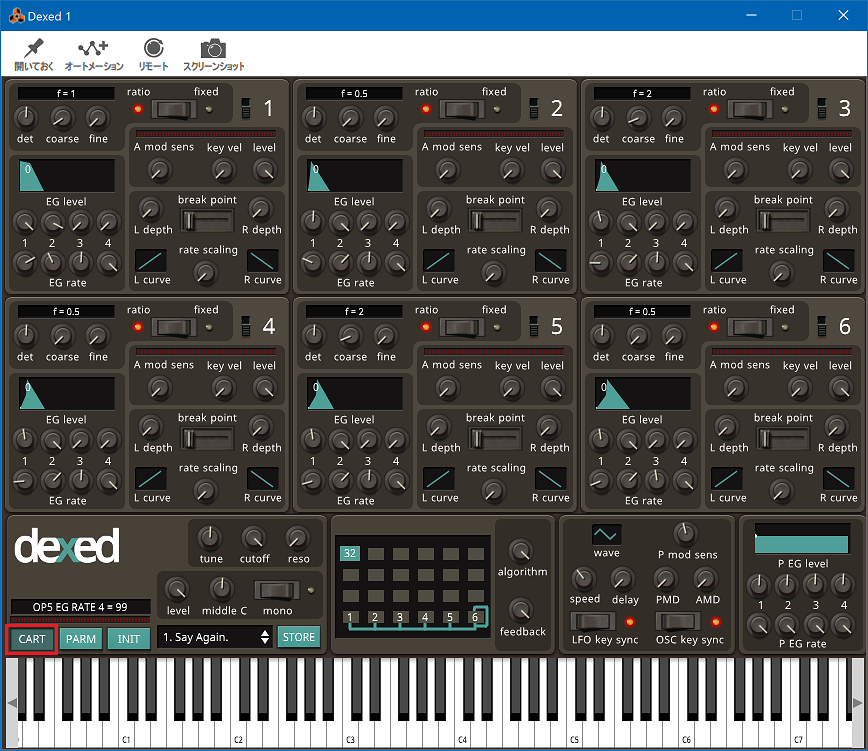 Dexed 1
開いておく オートメーション リモート スクリーンショット
f = 1 ratio fixed 1
det coarse fine
A mod sens key vel level
0
EG level
break point
L depth R depth
1 2 3 4
rate scaling
EG rate L curve R curve
f = 0.5 ratio fixed 2
det coarse fine
A mod sens key vel level
0
EG level
break point
L depth R depth
1 2 3 4
rate scaling
EG rate L curve R curve
f = 2 ratio fixed 3
det coarse fine
A mod sens key vel level
0
EG level
break point
L depth R depth
1 2 3 4
rate scaling
EG rate L curve R curve
f = 0.5 ratio fixed 4
det coarse fine
A mod sens key vel level
0
EG level
break point
L depth R depth
1 2 3 4
rate scaling
EG rate L curve R curve
f = 2 ratio fixed 5
det coarse fine
A mod sens key vel level
0
EG level
break point
L depth R depth
1 2 3 4
rate scaling
EG rate L curve R curve
f = 0.5 ratio fixed 6
det coarse fine
A mod sens key vel level
0
EG level
break point
L depth R depth
1 2 3 4
rate scaling
EG rate L curve R curve
dexed
tune cutoff reso
level middle C mono
OP5 EG RATE 4 = 99
CART PARM INIT 1. Say Again. STORE
32
1 2 3 4 5 6
algorithm
feedback
wave P mod sens
speed delay PMD AMD
LFO key sync OSC key sync
P EG level
1 2 3 4
P EG rate
C1 C2 C3 C4 C5 C6 C7